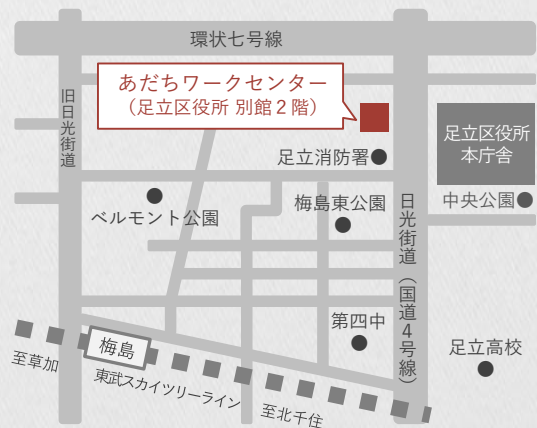 環状七号線
旧日光街道
あだちワークセンター
（足立区役所 別館2階）
足立区役所
本庁舎
足立消防署
中央公園
ベルモント公園
梅島東公園
日光街道（国道4号線）
第四中
足立高校
梅島
至草加
東武スカイツリーライン
至北千住